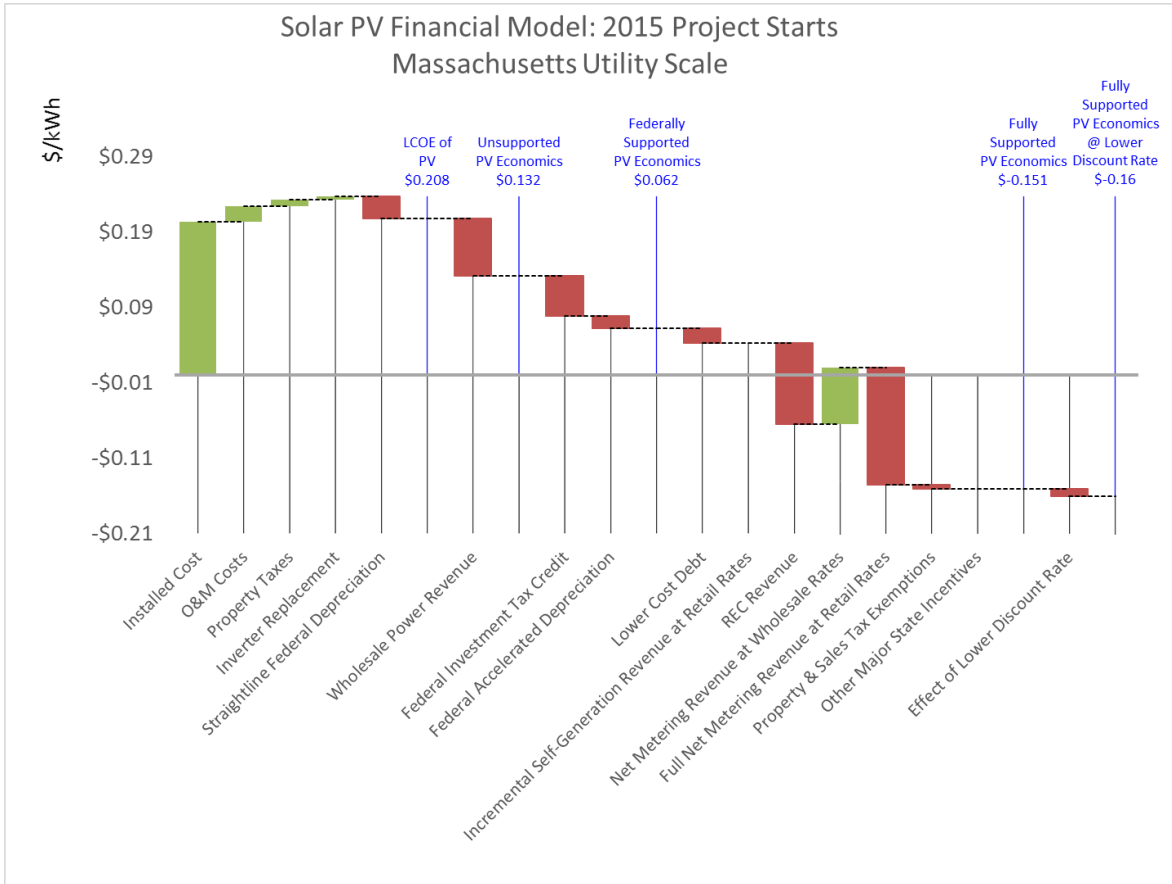 Solar PV Financial Model: 2015 Project Starts
Massachusetts Utility Scale
$/kWh
$0.29
$0.19
$0.09
-$0.01
-$0.11
-$0.21
LCOE of
PV
$0.208
Unsupported
PV Economics
$0.132
Federally
Supported
PV Economics
$0.062
Fully
Supported
PV Economics
$-0.151
Fully
Supported
PV Economics
@ Lower
Discount Rate
$-0.16
Installed Cost
O&M Costs
Property Taxes
Inverter Replacement
Straightline Federal Depreciation
Wholesale Power Revenue
Federal Investment Tax Credit
Federal Accelerated Depreciation
Lower Cost Debt
Incremental Self-Generation Revenue at Retail Rates
REC Revenue
Net Metering Revenue at Wholesale Rates
Full Net Metering Revenue at Retail Rates
Property & Sales Tax Exemptions
Other Major State Incentives
Effect of Lower Discount Rate